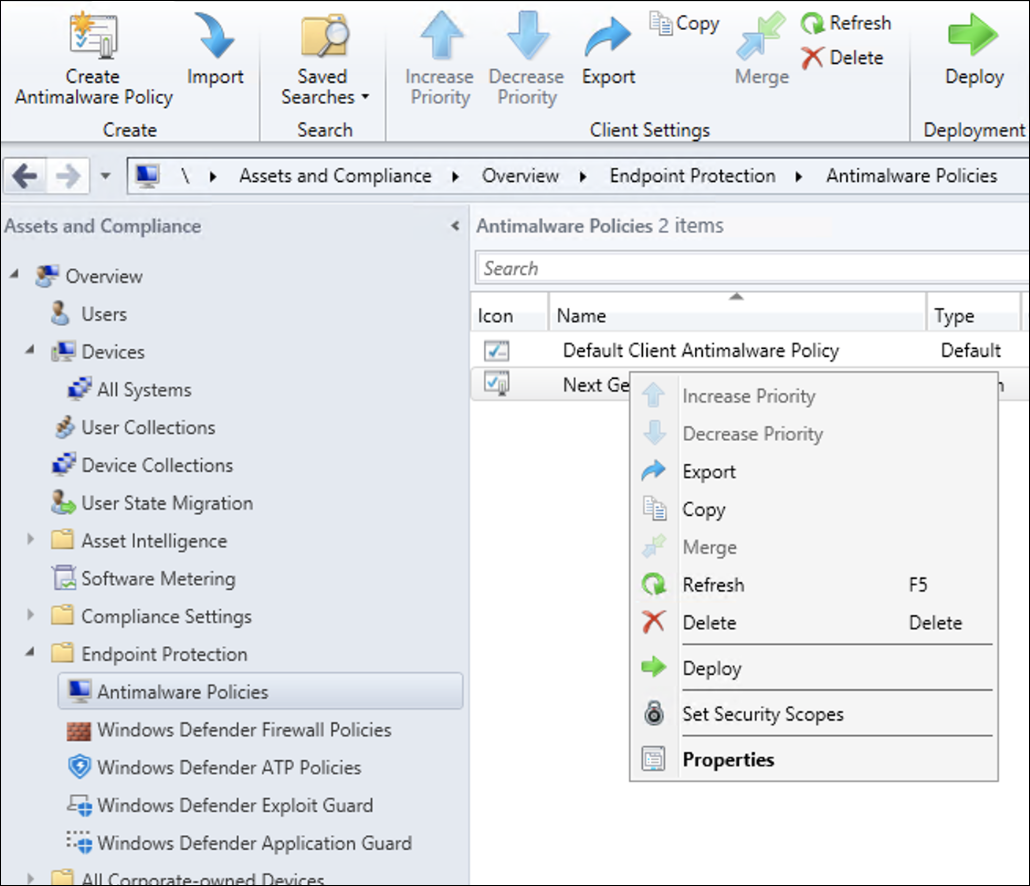 Create
Antimalware Policy
Import
Saved
Searches
Increase
Priority
Decrease
Priority
Export
Copy
Merge
Refresh
Delete
Deploy
Create
Search
Client Settings
Deployment
\ Assets and Compliance Overview Endpoint Protection Antimalware Policies
Assets and Compliance
Overview
Users
Devices
All Systems
User Collections
Device Collections
User State Migration
Asset Intelligence
Software Metering
Compliance Settings
Endpoint Protection
Antimalware Policies
Windows Defender Firewall Policies
Windows Defender ATP Policies
Windows Defender Exploit Guard
Windows Defender Application Guard
All Corporate-owned Devices
Antimalware Policies 2 items
Search
Icon Name Type
Default Client Antimalware Policy Default
Next Ge
Increase Priority
Decrease Priority
Export
Copy
Merge
Refresh F5
Delete Delete
Deploy
Set Security Scopes
Properties